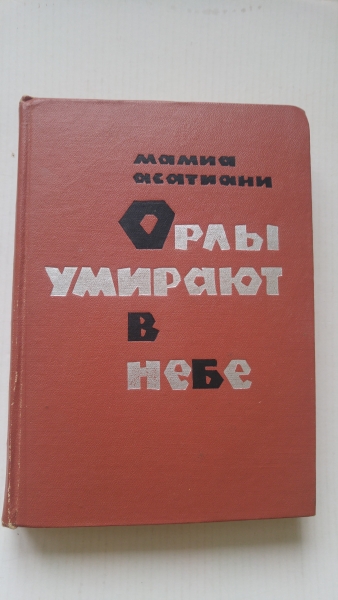 мамиа
асатиани
Орлы
умирают
в
небе